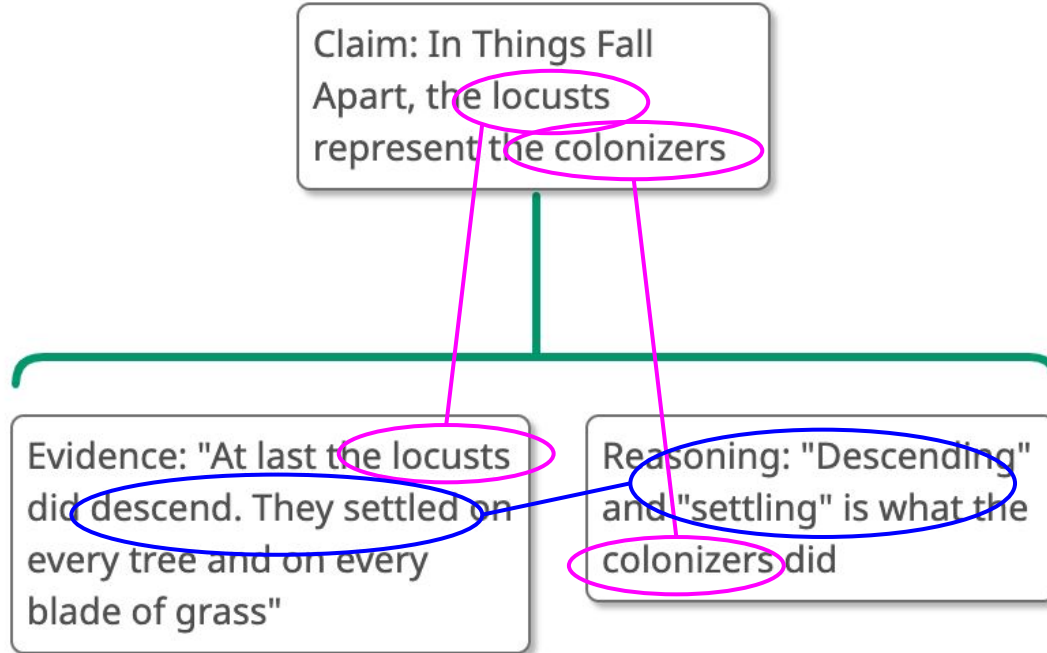 Claim: In Things Fall
Apart, the locusts
represent the colonizers
Evidence: "At last the locusts
did descend. They settled on
every tree and on every
blade of grass"
Reasoning: "Descending"
and "settling" is what the
colonizers did